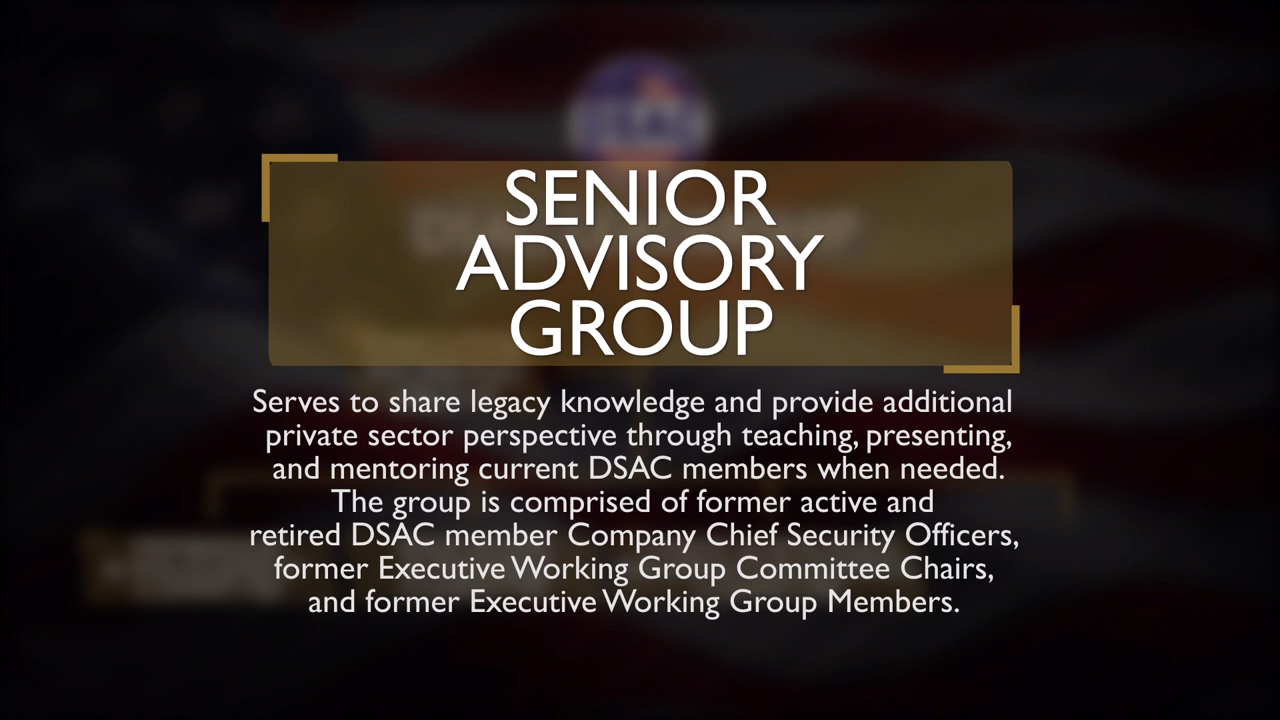 SENIOR
ADVISORY
GROUP
Serves to share legacy knowledge and provide additional
private sector perspective through teaching, presenting,
and mentoring current DSAC members when needed.
The group is comprised of former active and
retired DSAC member Company Chief Security Officers,
former Executive Working Group Committee Chairs,
and former Executive Working Group Members.